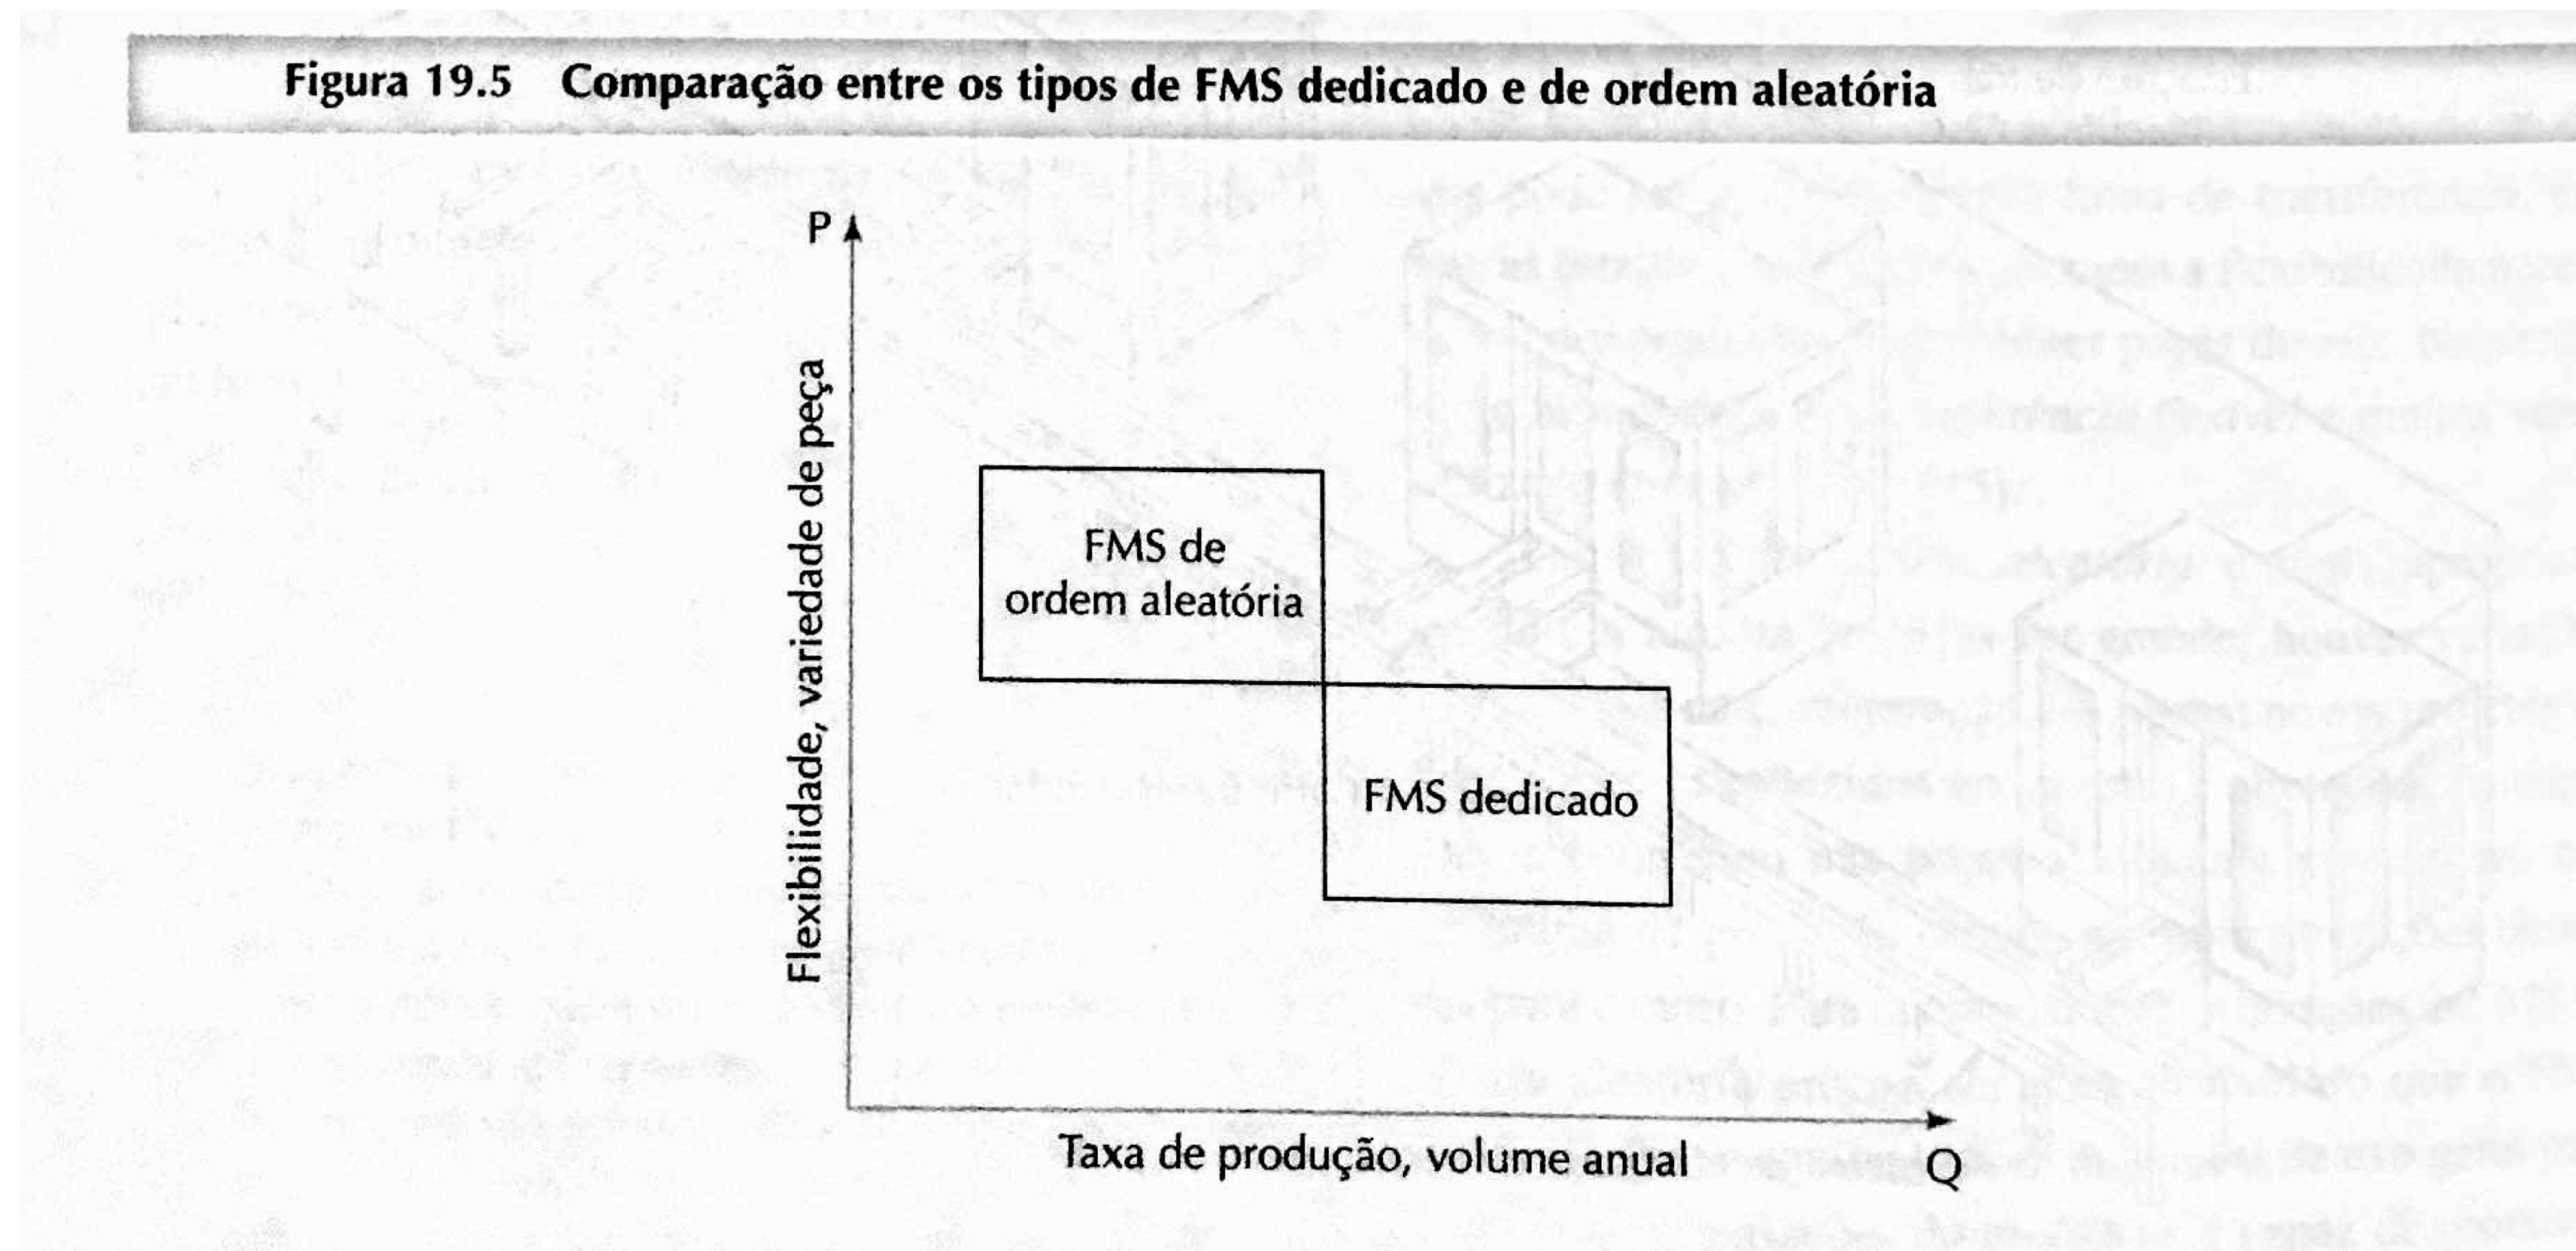 Figura 19.5 Comparação entre os tipos de FMS dedicado e de ordem aleatória
P
Flexibilidade, variedade de peça
FMS de
ordem aleatória
FMS dedicado
Taxa de produção, volume anual
Q